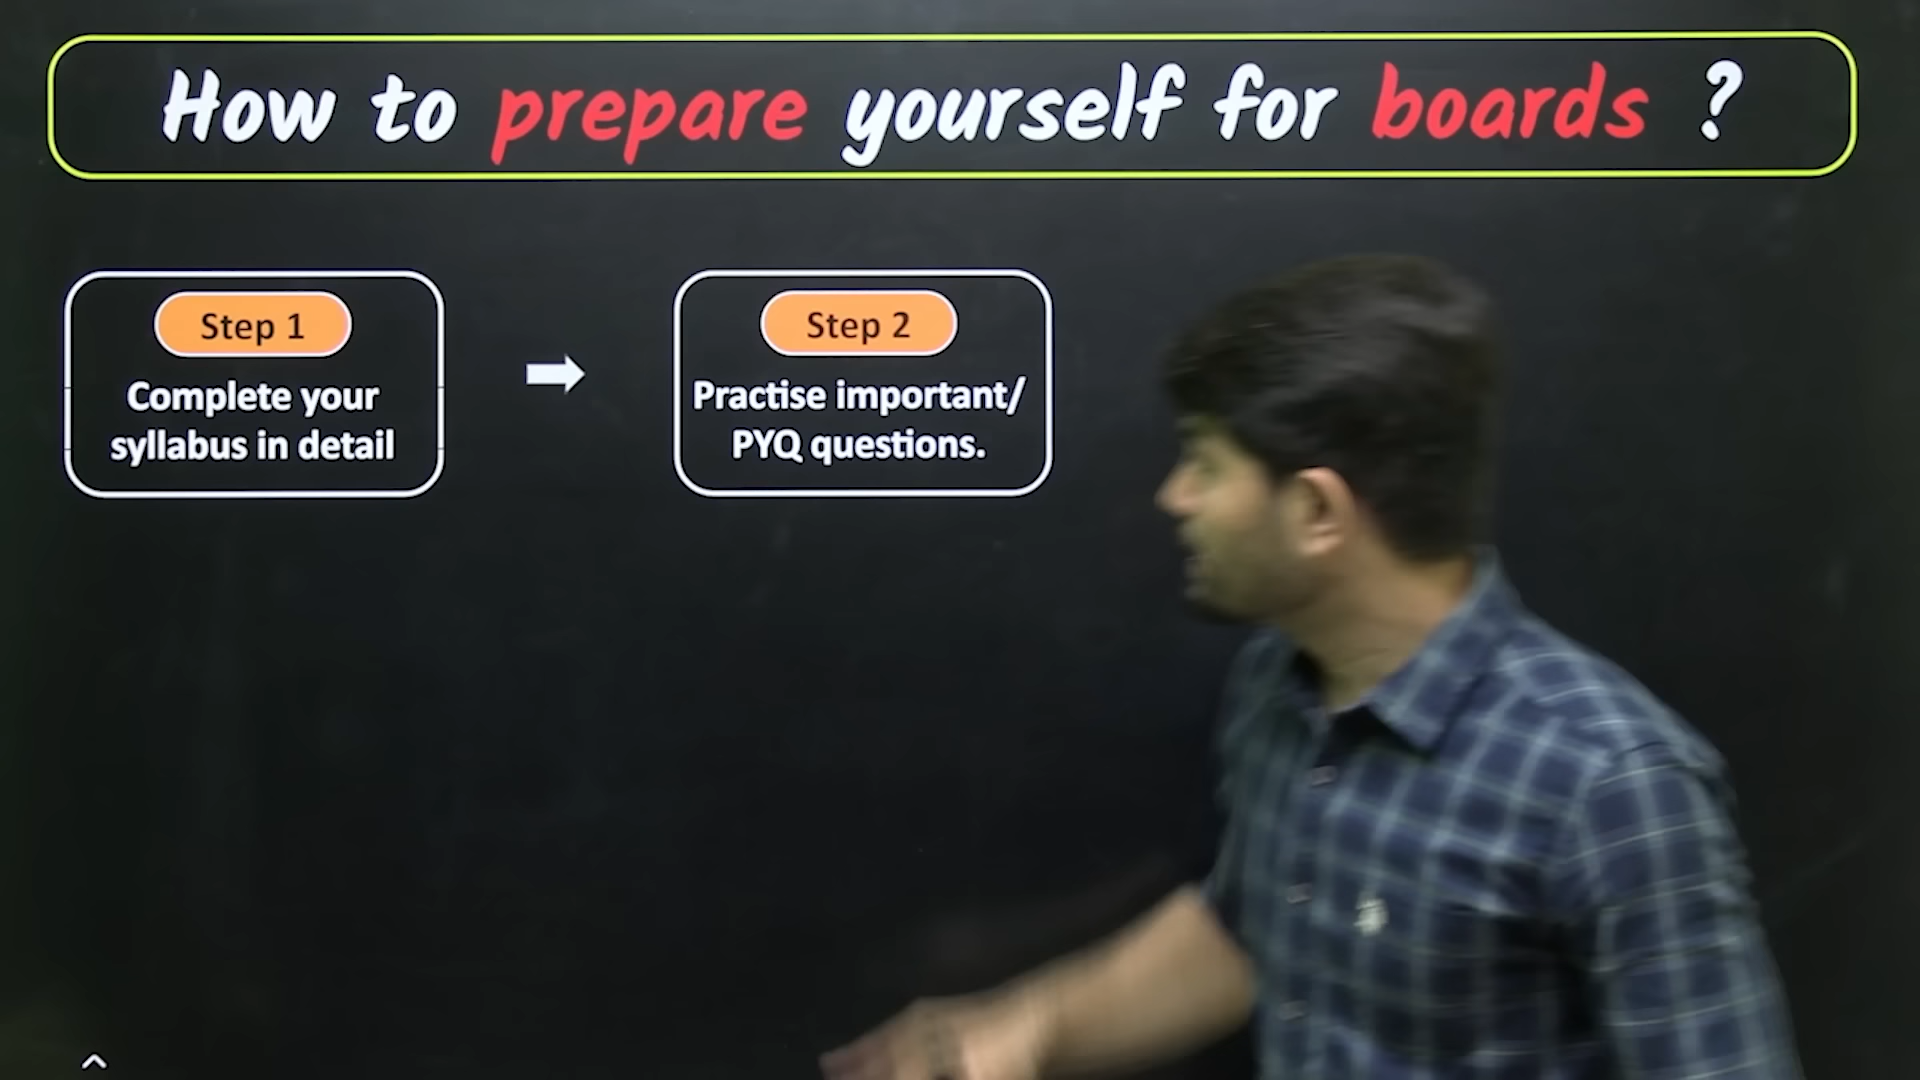 How to prepare yourself for boards ?
Step 1
Complete your
syllabus in detail
Step 2
Practise important/
PYQ questions.